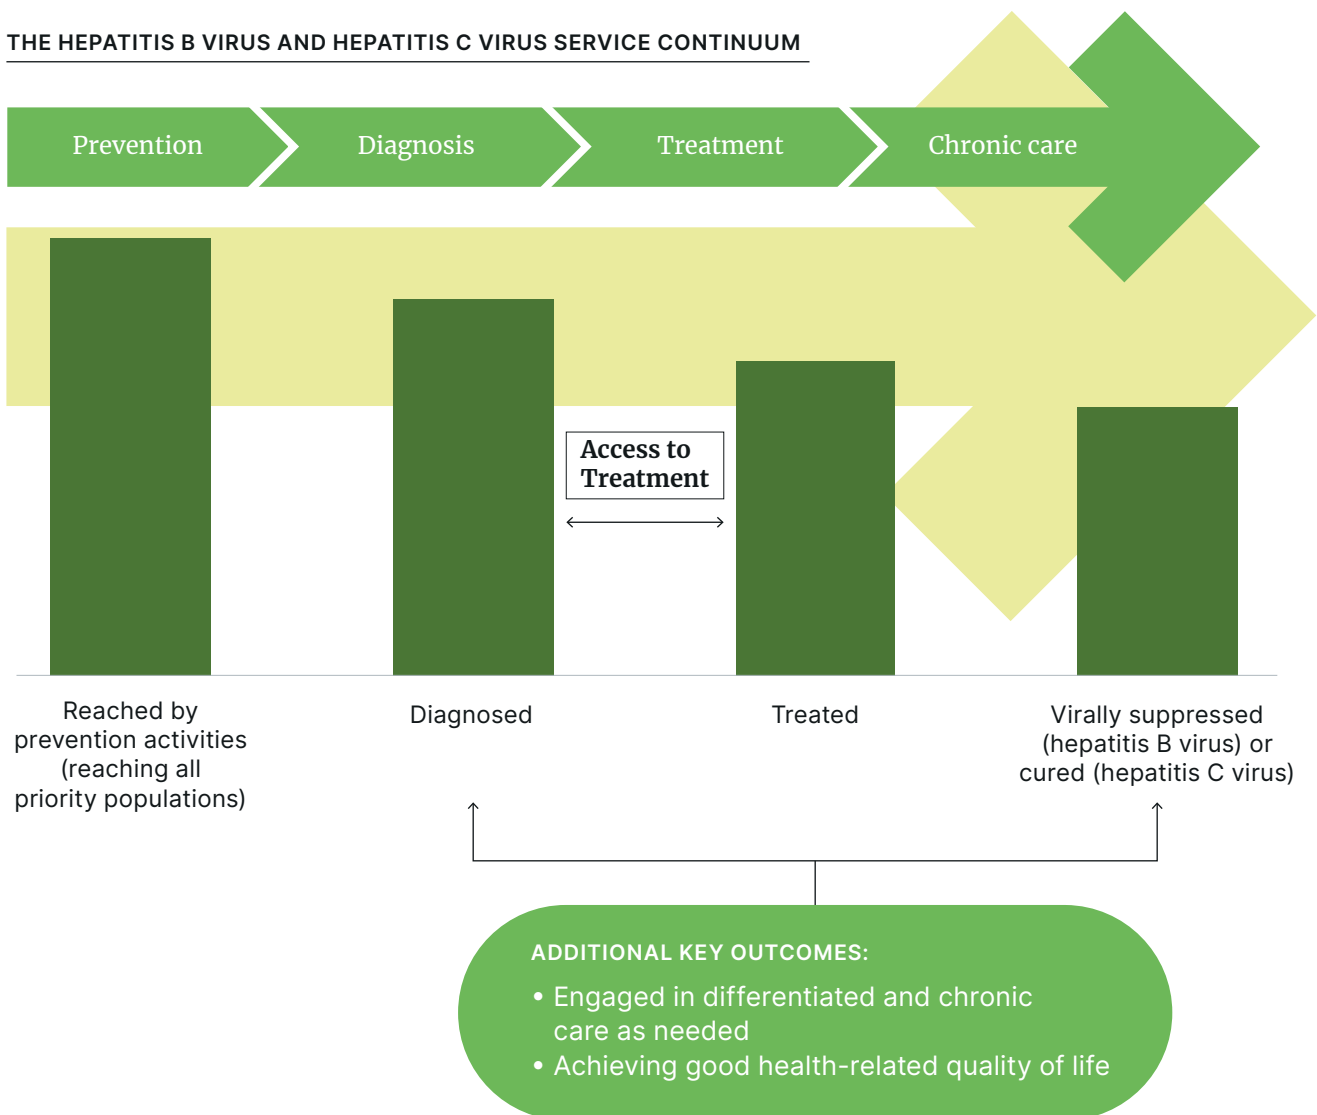 THE HEPATITIS B VIRUS AND HEPATITIS C VIRUS SERVICE CONTINUUM
Prevention
Diagnosis
Treatment
Chronic care
Access to
Treatment
Reached by
prevention activities
(reaching all
priority populations)
Diagnosed
Treated
Virally suppressed
(hepatitis B virus) or
cured (hepatitis C virus)
ADDITIONAL KEY OUTCOMES:
• Engaged in differentiated and chronic
care as needed
• Achieving good health-related quality of life